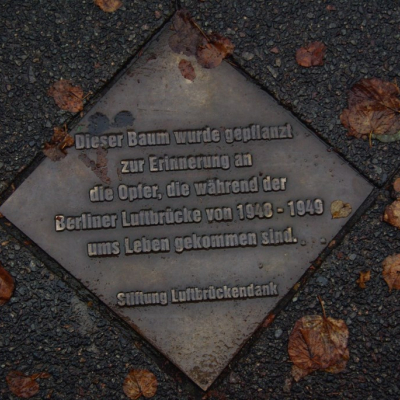 Dieser Baum wurde gepflanzt
zur Erinnerung an
die Opfer, die während der
Berliner Luftbrücke von 1948 - 1949
ums Leben gekommen sind.
Stiftung Luftbrückendank